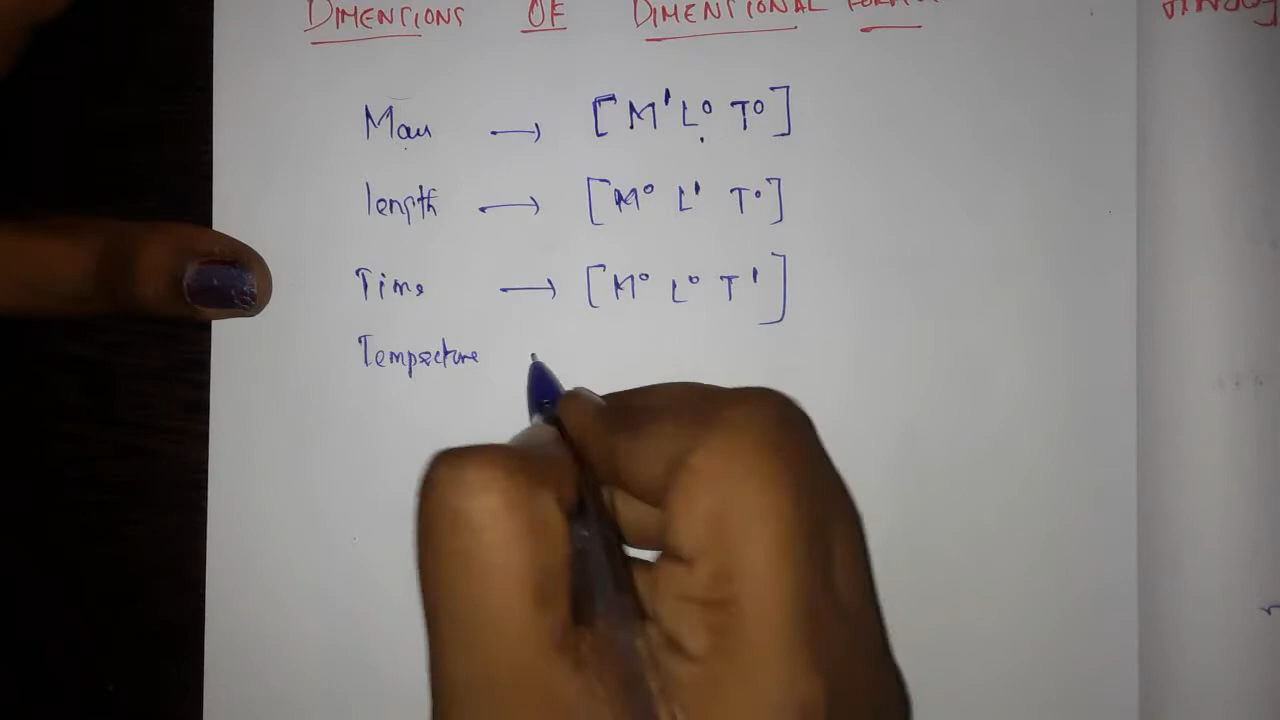 DIMENSIONS OF DIMENSIONAL
Mass → [M¹ L⁰ T⁰]
length → [M⁰ L¹ T⁰]
Time → [M⁰ L⁰ T¹]
Temperature